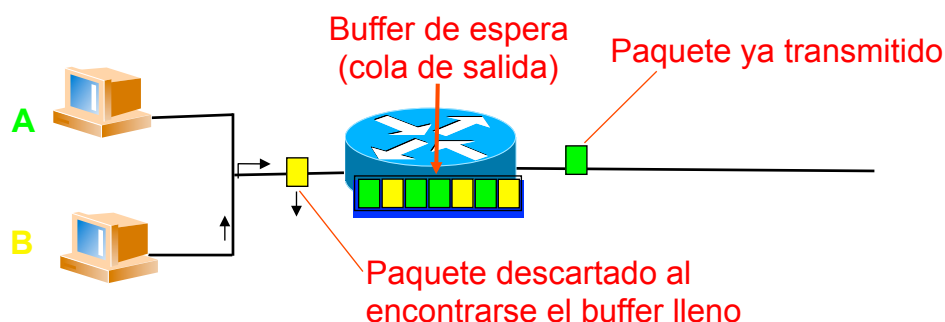 Buffer de espera
(cola de salida)
Paquete ya transmitido
A
B
Paquete descartado al
encontrarse el buffer lleno